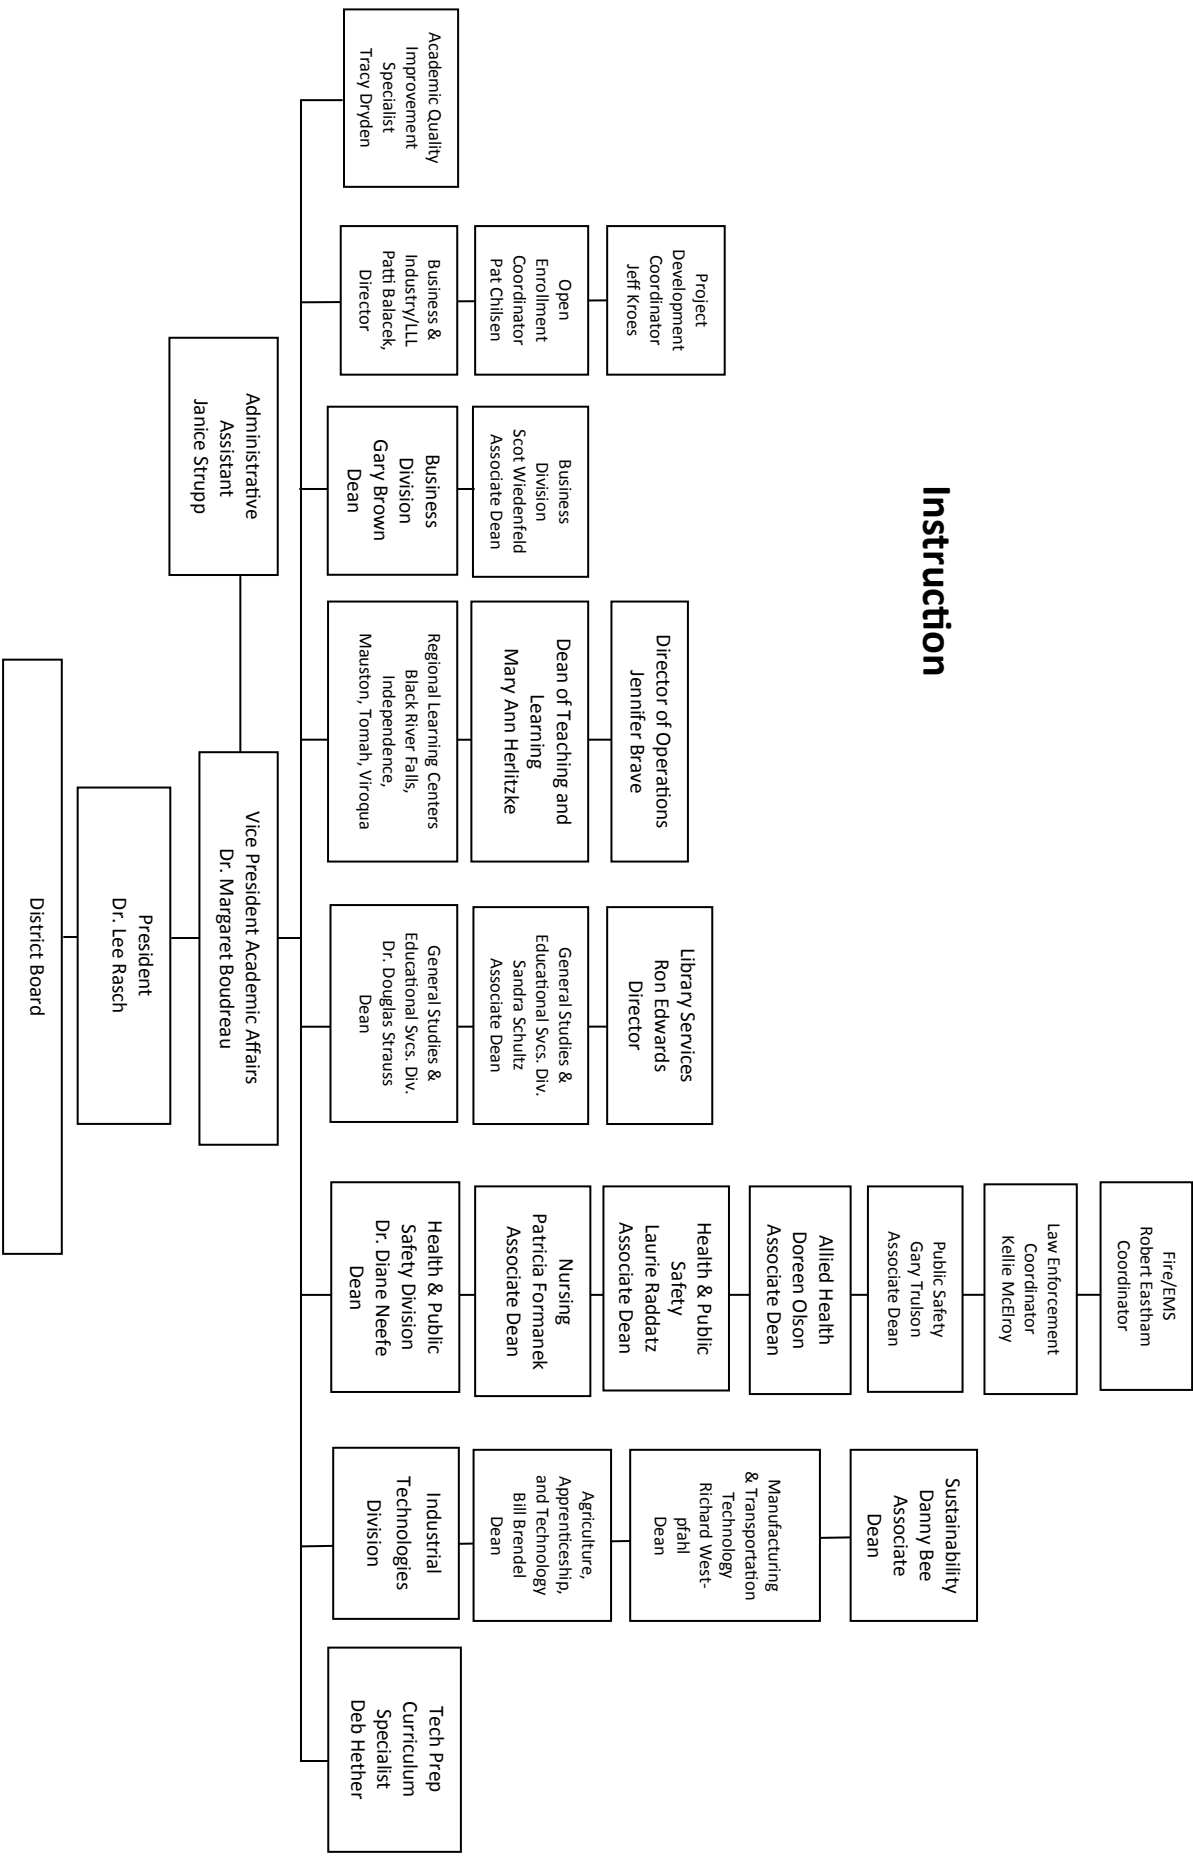 Instruction
Fire/EMS
Robert Eastham
Coordinator
Law Enforcement
Coordinator
Kellie McElroy
Sustainability
Danny Bee
Associate
Dean
Public Safety
Gary Trulson
Associate Dean
Allied Health
Doreen Olson
Associate Dean
Manufacturing
& Transportation
Technology
Richard West-
pfahl
Dean
Project
Development
Coordinator
Jeff Kroes
Director of Operations
Jennifer Brave
Library Services
Ron Edwards
Director
Health & Public
Safety
Laurie Raddatz
Associate Dean
Open
Enrollment
Coordinator
Pat Chilsen
Business
Division
Scot Wiedenfeld
Associate Dean
Dean of Teaching and
Learning
Mary Ann Herlitzke
General Studies &
Educational Svcs. Div.
Sandra Schultz
Associate Dean
Nursing
Patricia Formanek
Associate Dean
Agriculture,
Apprenticeship,
and Technology
Bill Brendel
Dean
Academic Quality
Improvement
Specialist
Tracy Dryden
Business &
Industry/LLL
Patti Balacek,
Director
Business
Division
Gary Brown
Dean
Regional Learning Centers
Black River Falls,
Independence,
Mauston, Tomah, Viroqua
General Studies &
Educational Svcs. Div.
Dr. Douglas Strauss
Dean
Health & Public
Safety Division
Dr. Diane Neefe
Dean
Industrial
Technologies
Division
Tech Prep
Curriculum
Specialist
Deb Hether
Administrative
Assistant
Janice Strupp
Vice President Academic Affairs
Dr. Margaret Boudreau
President
Dr. Lee Rasch
District Board